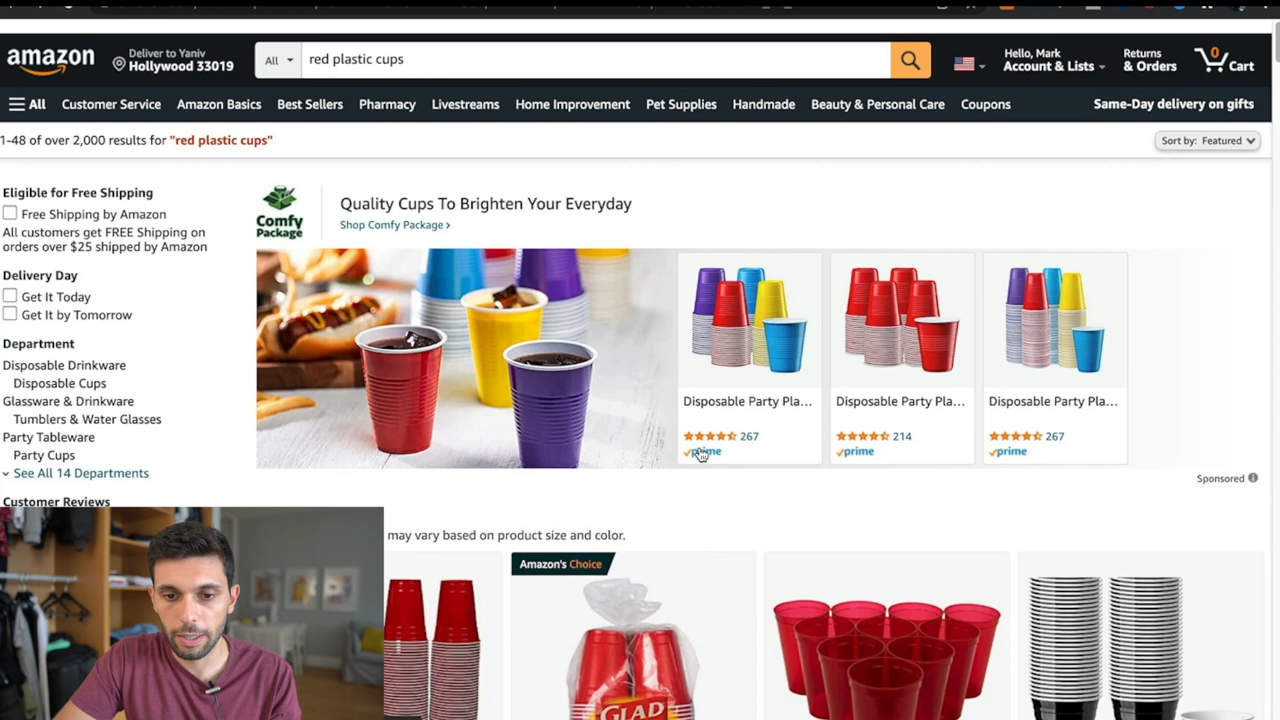 amazon
Deliver to Yaniv
Hollywood 33019
All
red plastic cups
Hello, Mark
Account & Lists
Returns
& Orders
0
Cart
All
Customer Service
Amazon Basics
Best Sellers
Pharmacy
Livestreams
Home Improvement
Pet Supplies
Handmade
Beauty & Personal Care
Coupons
Same-Day delivery on gifts
1-48 of over 2,000 results for "red plastic cups"
Sort by: Featured
Eligible for Free Shipping
Free Shipping by Amazon
All customers get FREE Shipping on
orders over $25 shipped by Amazon
Delivery Day
Get It Today
Get It by Tomorrow
Department
Disposable Drinkware
Disposable Cups
Glassware & Drinkware
Tumblers & Water Glasses
Party Tableware
Party Cups
See All 14 Departments
Customer Reviews
Comfy
Package
Quality Cups To Brighten Your Everyday
Shop Comfy Package ›
Disposable Party Pla...
267
prime
Disposable Party Pla...
214
prime
Disposable Party Pla...
267
prime
Sponsored
may vary based on product size and color.
Amazon's Choice
GLAD